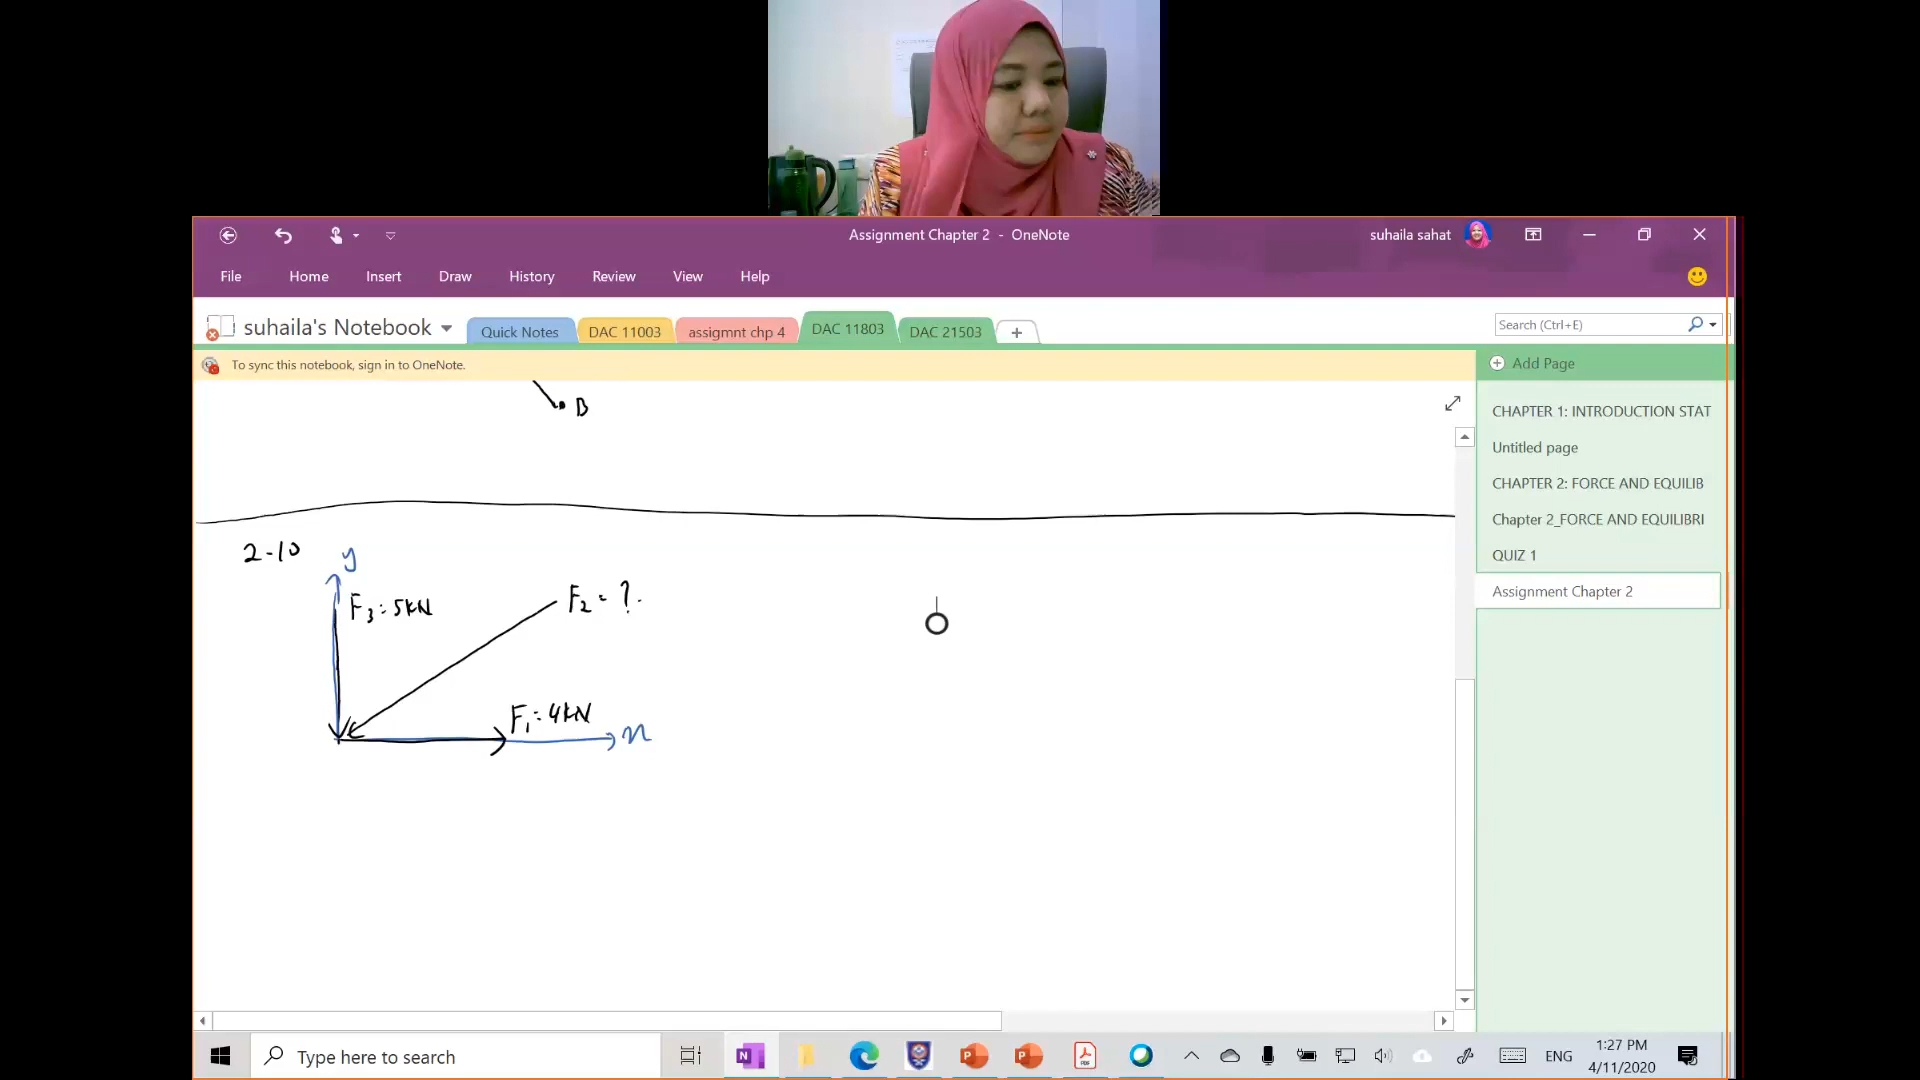 Assignment Chapter 2 - OneNote
suhaila sahat
File Home Insert Draw History Review View Help
suhaila's Notebook
Quick Notes
DAC 11003
assigmnt chp 4
DAC 11803
DAC 21503
Search (Ctrl+E)
To sync this notebook, sign in to OneNote.
Add Page
CHAPTER 1: INTRODUCTION STAT
Untitled page
CHAPTER 2: FORCE AND EQUILIB
Chapter 2_FORCE AND EQUILIBRI
QUIZ 1
Assignment Chapter 2
B
2-10
y
F3 = 5kN
F2 = ?
F1 = 4kN
x
Type here to search
ENG
1:27 PM
4/11/2020